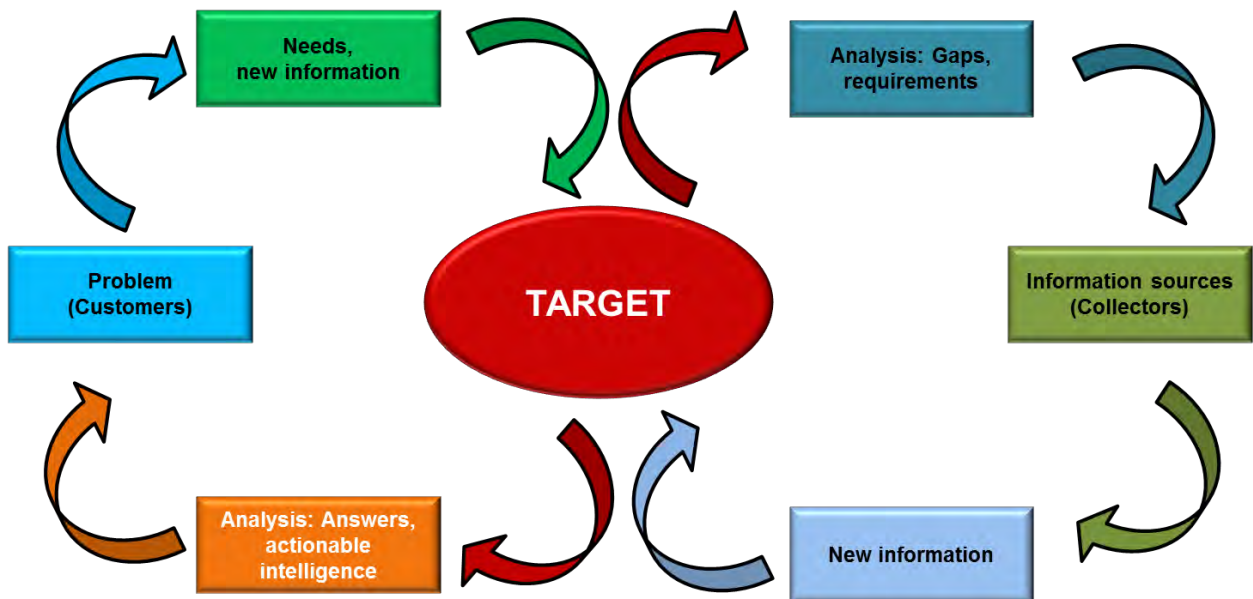 Needs,
new information
Analysis: Gaps,
requirements
Problem
(Customers)
TARGET
Information sources
(Collectors)
Analysis: Answers,
actionable
intelligence
New information